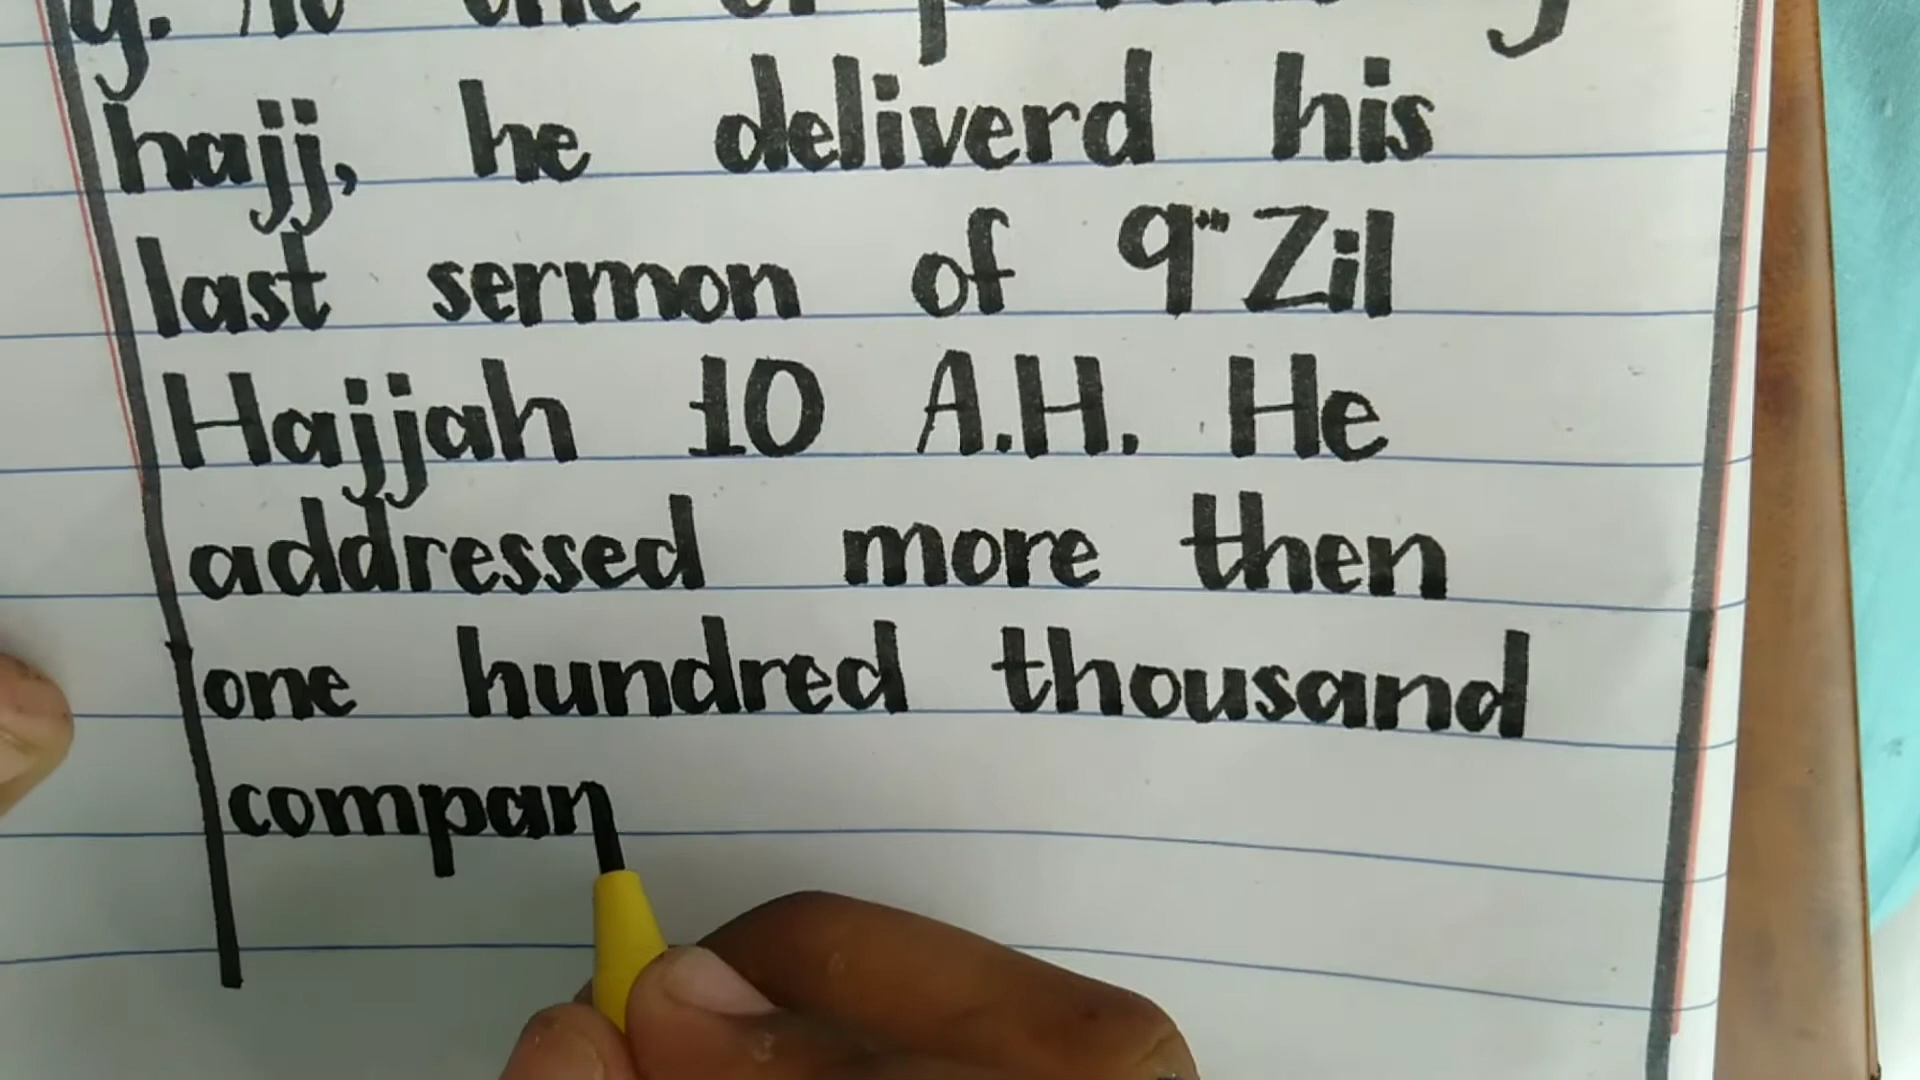 hajj, he deliverd his
last sermon of 9th Zil
Hajjah 10 A.H. He
addressed more then
one hundred thousand
compan